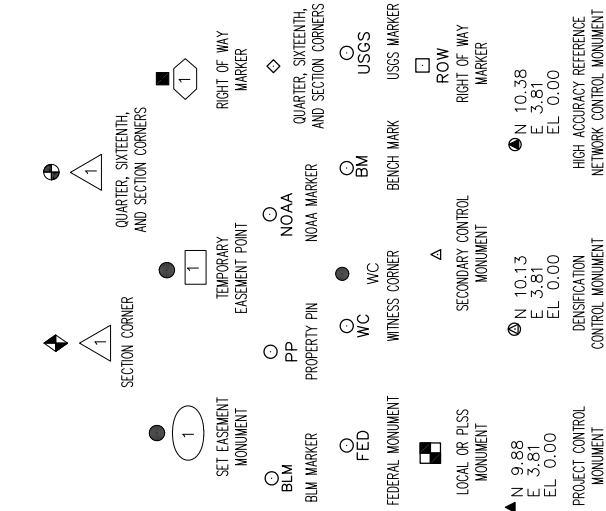 1
SECTION CORNER
1
QUARTER, SIXTEENTH,
AND SECTION CORNERS
1
SET EASEMENT
MONUMENT
1
TEMPORARY
EASEMENT POINT
1
RIGHT OF WAY
MARKER
BLM
BLM MARKER
PP
PROPERTY PIN
NOAA
NOAA MARKER
QUARTER, SIXTEENTH,
AND SECTION CORNERS
FED
FEDERAL MONUMENT
WC
WC
WITNESS CORNER
BM
BENCH MARK
USGS
USGS MARKER
LOCAL OR PLSS
MONUMENT
SECONDARY CONTROL
MONUMENT
ROW
RIGHT OF WAY
MARKER
N 9.88
E 3.81
EL 0.00
PROJECT CONTROL
MONUMENT
N 10.13
E 3.81
EL 0.00
DENSIFICATION
CONTROL MONUMENT
N 10.38
E 3.81
EL 0.00
HIGH ACCURACY REFERENCE
NETWORK CONTROL MONUMENT